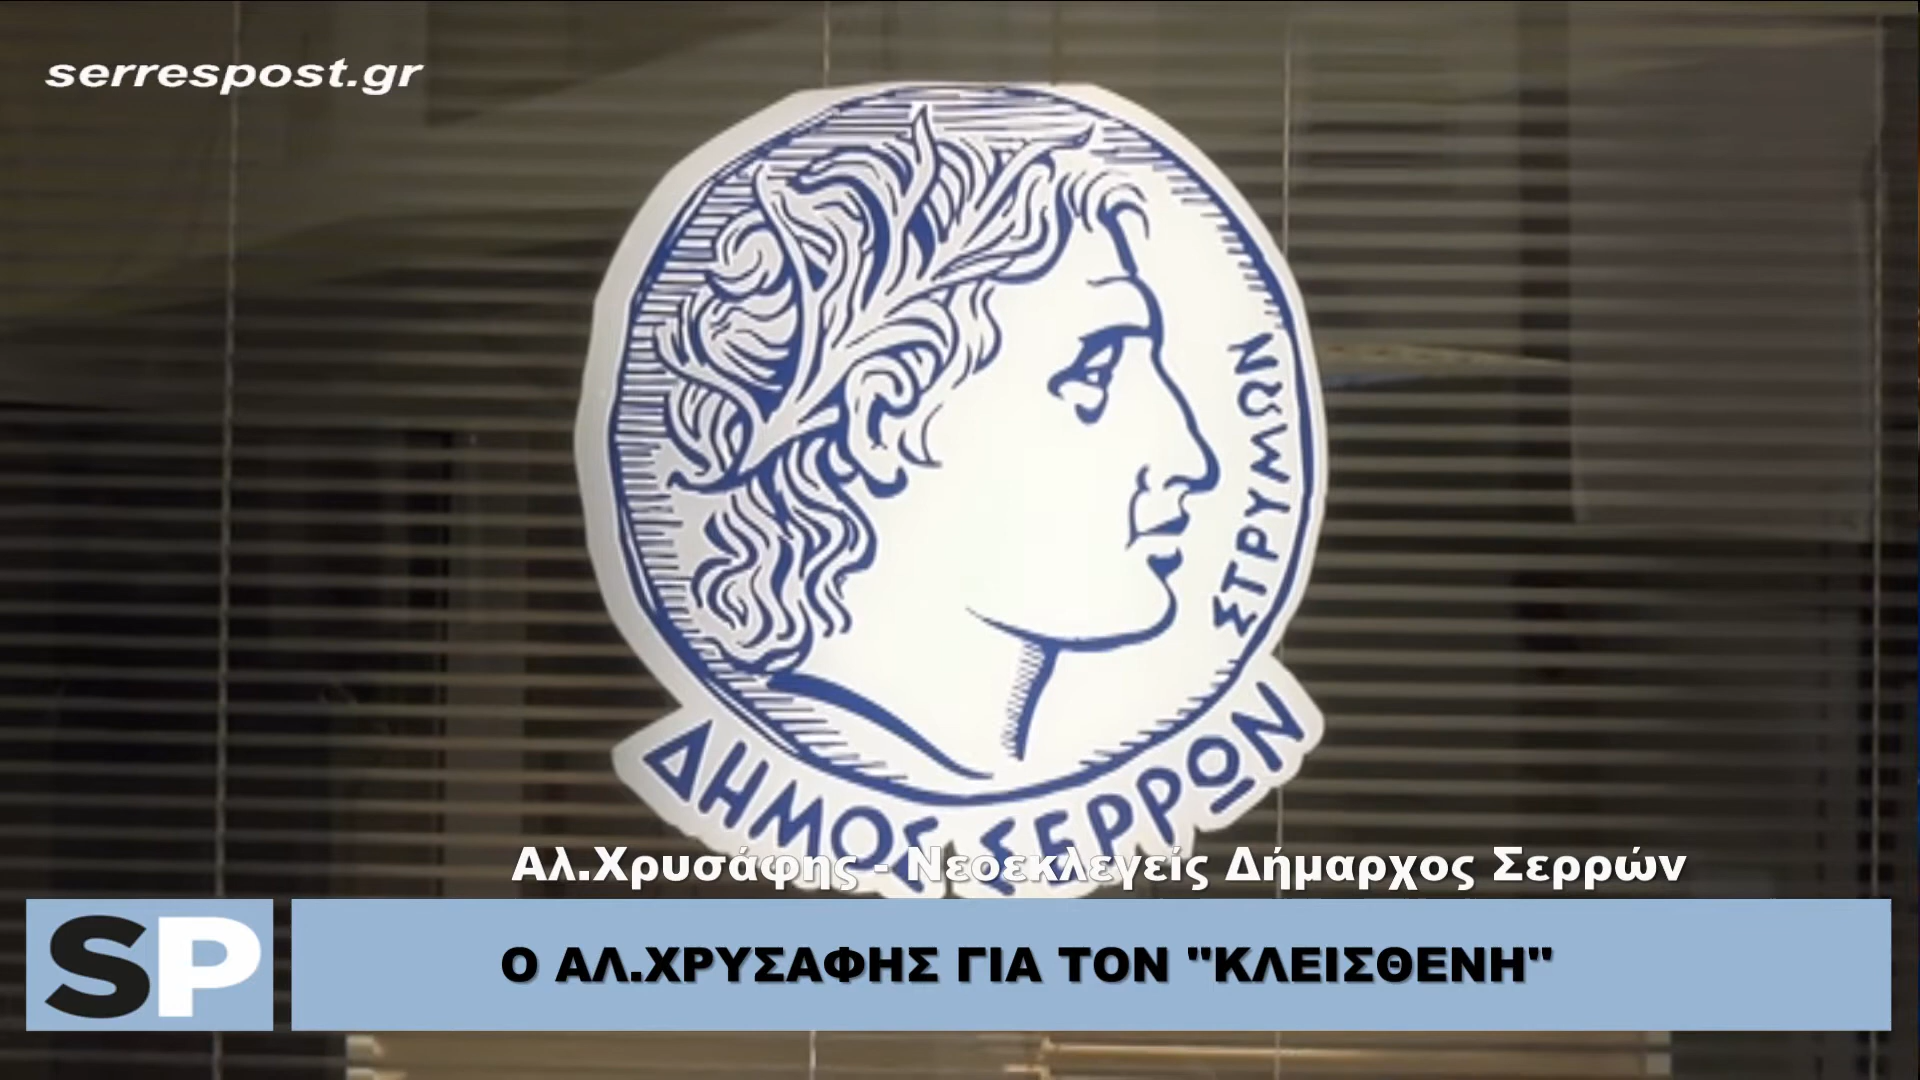 serrespost.gr
ΣΤΡΥΜΩΝ
ΔΗΜΟΣ ΣΕΡΡΩΝ
Αλ.Χρυσάφης - Νεοεκλεγείς Δήμαρχος Σερρών
SP
Ο ΑΛ.ΧΡΥΣΑΦΗΣ ΓΙΑ ΤΟΝ "ΚΛΕΙΣΘΕΝΗ"